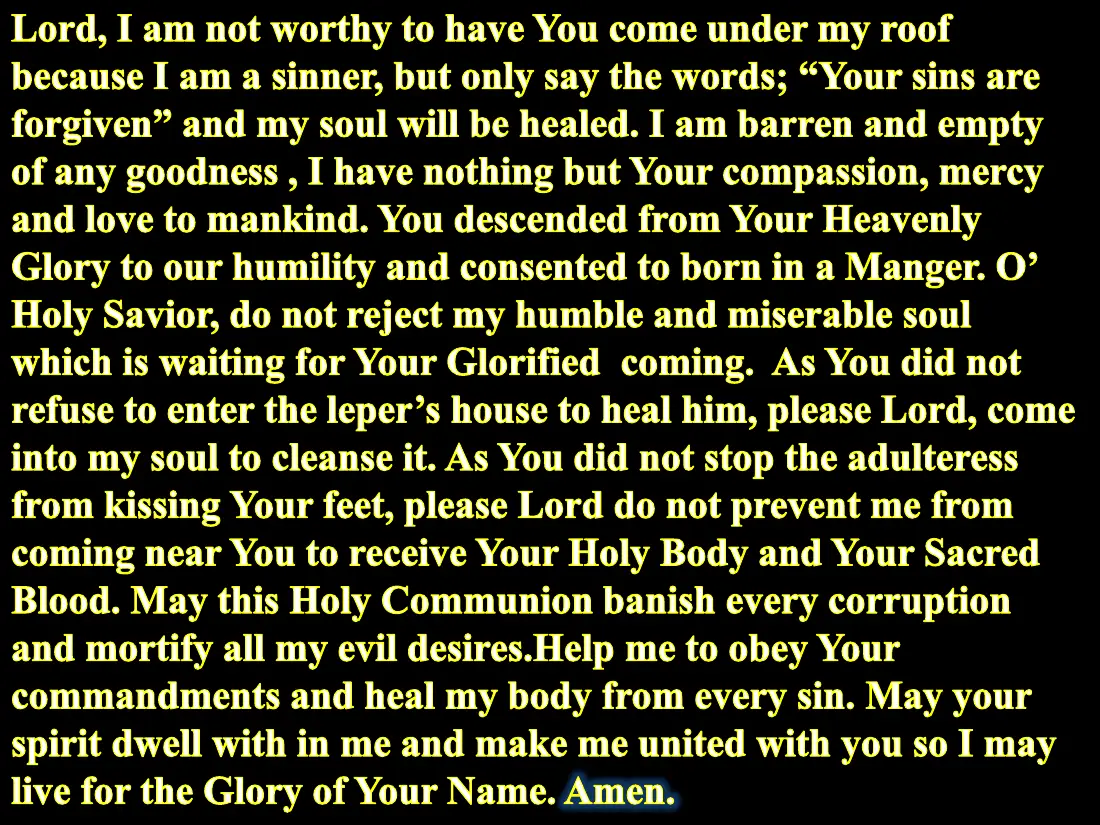 Lord, I am not worthy to have You come under my roof
because I am a sinner, but only say the words; “Your sins are
forgiven” and my soul will be healed. I am barren and empty
of any goodness , I have nothing but Your compassion, mercy
and love to mankind. You descended from Your Heavenly
Glory to our humility and consented to born in a Manger. O’
Holy Savior, do not reject my humble and miserable soul
which is waiting for Your Glorified  coming.  As You did not
refuse to enter the leper’s house to heal him, please Lord, come
into my soul to cleanse it. As You did not stop the adulteress
from kissing Your feet, please Lord do not prevent me from
coming near You to receive Your Holy Body and Your Sacred
Blood. May this Holy Communion banish every corruption
and mortify all my evil desires.Help me to obey Your
commandments and heal my body from every sin. May your
spirit dwell with in me and make me united with you so I may
live for the Glory of Your Name. Amen.